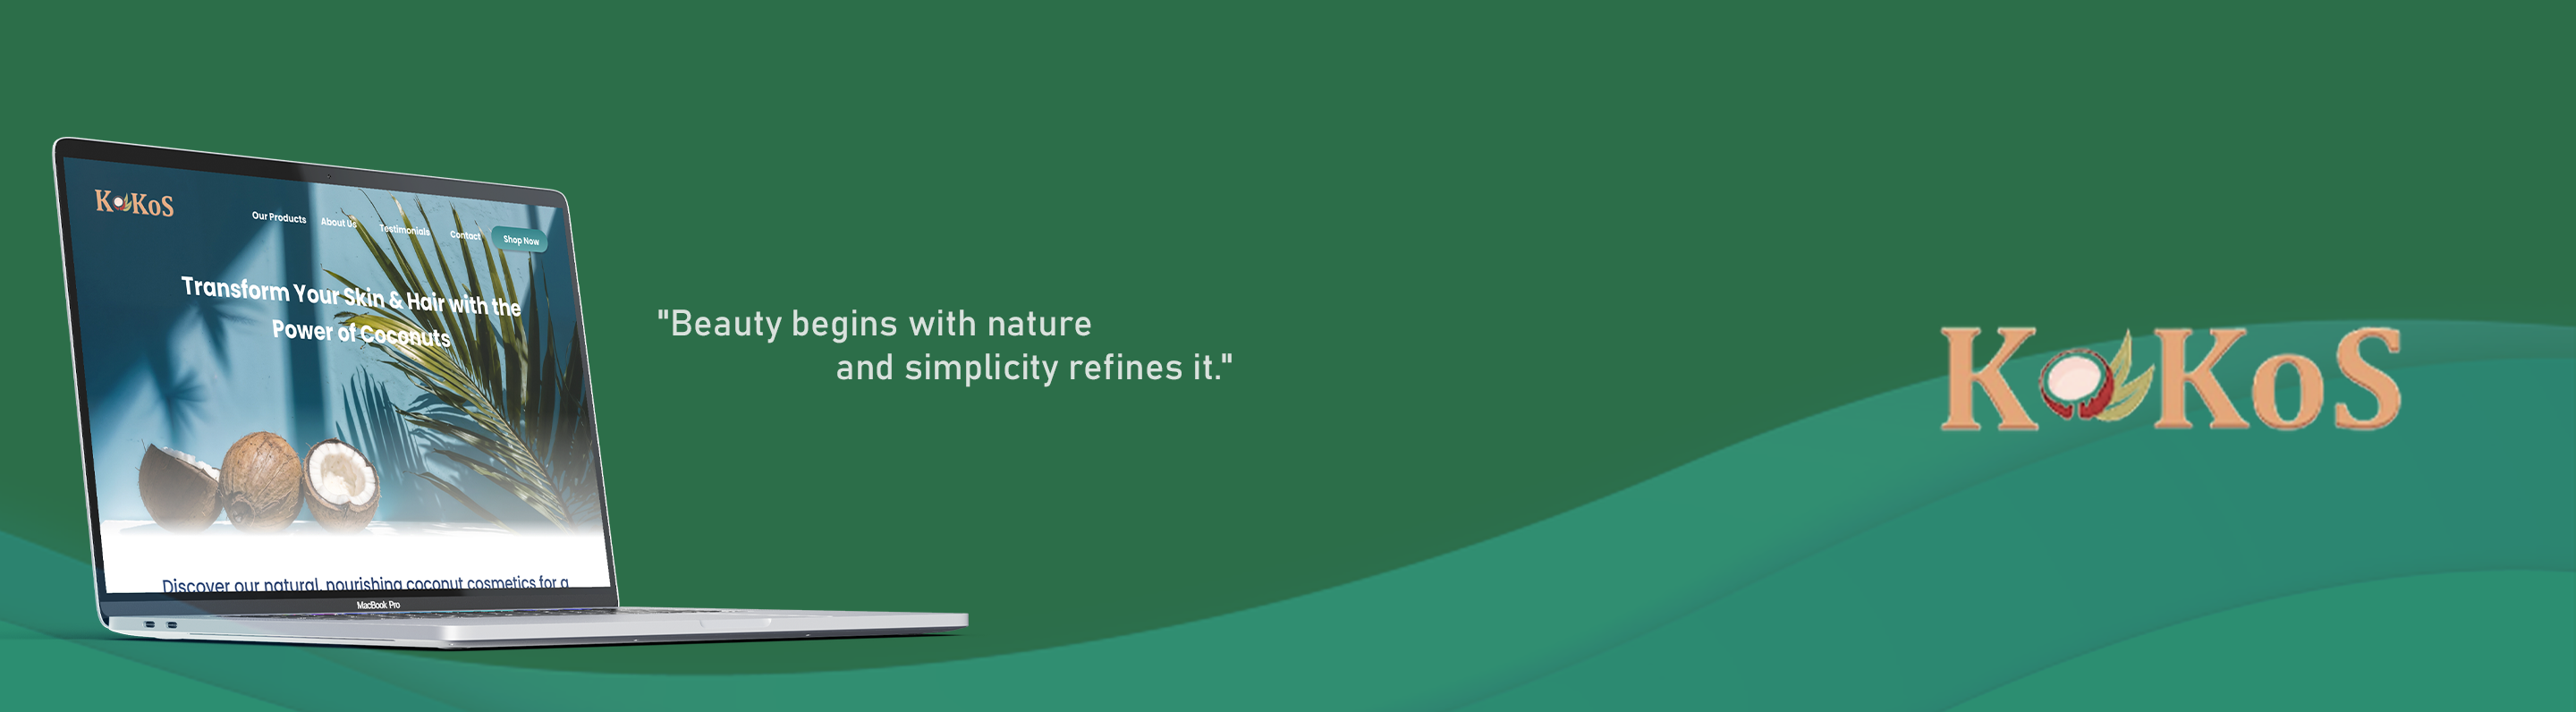 KoKoS
Our Products
About Us
Testimonials
Contact
Shop Now
Transform Your Skin & Hair with the
Power of Coconuts
Discover our natural, nourishing coconut cosmetics for a
MacBook Pro
"Beauty begins with nature
and simplicity refines it."
KoKoS